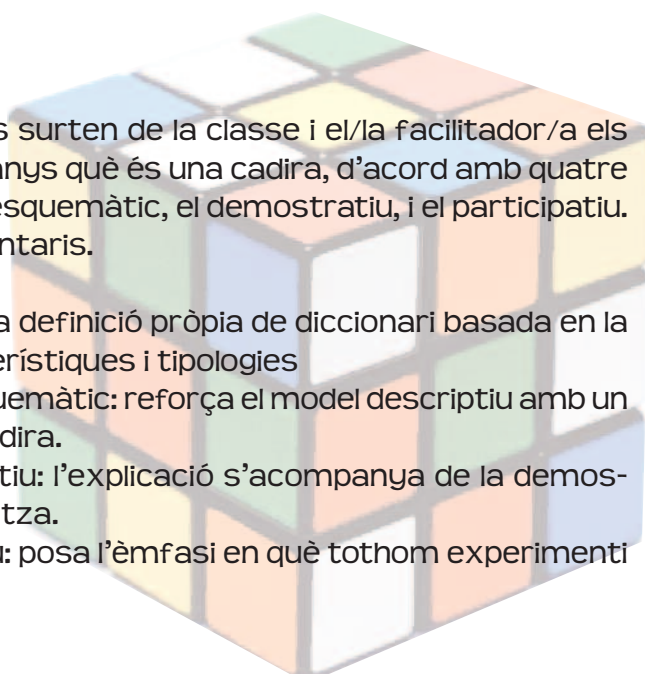 s surten de la classe i el/la facilitador/a els
anys què és una cadira, d'acord amb quatre
esquemàtic, el demostratiu, i el participatiu.
ntaris.
a definició pròpia de diccionari basada en la
erístiques i tipologies
uemàtic: reforça el model descriptiu amb un
dira.
tiu: l'explicació s'acompanya de la demos-
tza.
u: posa l'èmfasi en què tothom experimenti